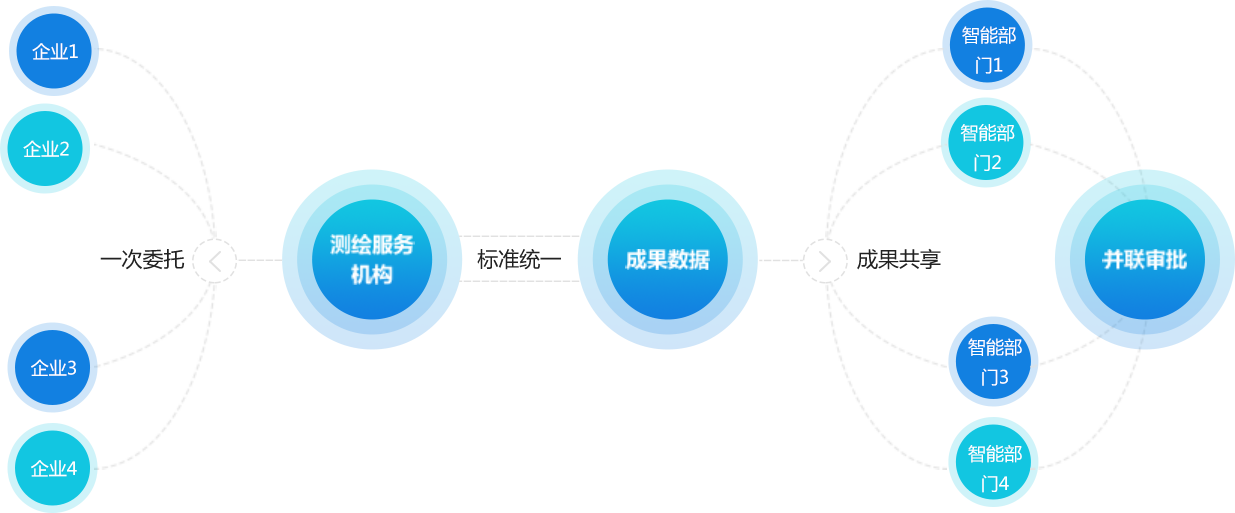 企业1
企业2
一次委托
企业3
企业4
测绘服务
机构
标准统一
成果数据
成果共享
智能部
门1
智能部
门2
智能部
门3
智能部
门4
并联审批